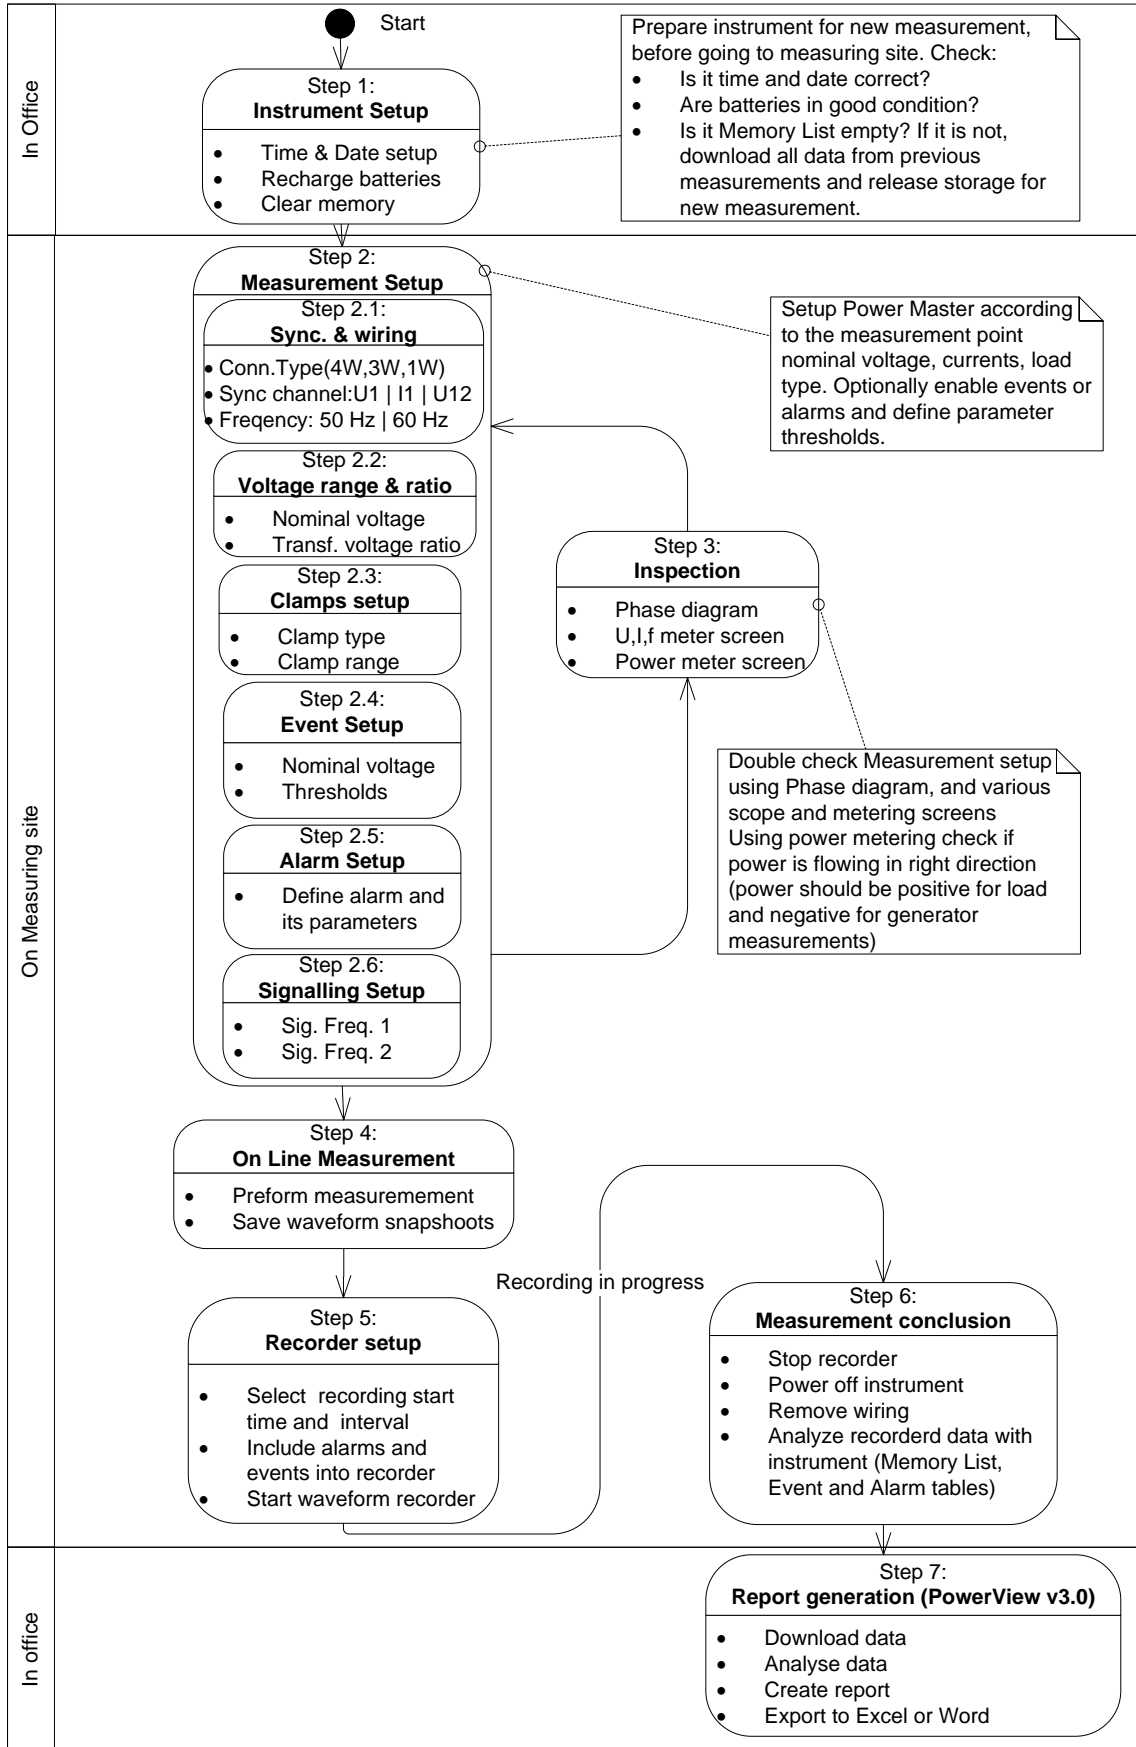 In Office
Start
Prepare instrument for new measurement,
before going to measuring site. Check:
• Is it time and date correct?
• Are batteries in good condition?
• Is it Memory List empty? If it is not,
download all data from previous
measurements and release storage for
new measurement.
Step 1:
Instrument Setup
• Time & Date setup
• Recharge batteries
• Clear memory
On Measuring site
Step 2:
Measurement Setup
Step 2.1:
Sync. & wiring
• Conn.Type(4W,3W,1W)
• Sync channel:U1 | I1 | U12
• Freqency: 50 Hz | 60 Hz
Setup Power Master according
to the measurement point
nominal voltage, currents, load
type. Optionally enable events or
alarms and define parameter
thresholds.
Step 2.2:
Voltage range & ratio
• Nominal voltage
• Transf. voltage ratio
Step 2.3:
Clamps setup
• Clamp type
• Clamp range
Step 3:
Inspection
• Phase diagram
• U,I,f meter screen
• Power meter screen
Step 2.4:
Event Setup
• Nominal voltage
• Thresholds
Double check Measurement setup
using Phase diagram, and various
scope and metering screens
Using power metering check if
power is flowing in right direction
(power should be positive for load
and negative for generator
measurements)
Step 2.5:
Alarm Setup
• Define alarm and
its parameters
Step 2.6:
Signalling Setup
• Sig. Freq. 1
• Sig. Freq. 2
Step 4:
On Line Measurement
• Preform measuremement
• Save waveform snapshoots
Recording in progress
Step 5:
Recorder setup
• Select recording start
time and interval
• Include alarms and
events into recorder
• Start waveform recorder
Step 6:
Measurement conclusion
• Stop recorder
• Power off instrument
• Remove wiring
• Analyze recorderd data with
instrument (Memory List,
Event and Alarm tables)
In office
Step 7:
Report generation (PowerView v3.0)
• Download data
• Analyse data
• Create report
• Export to Excel or Word